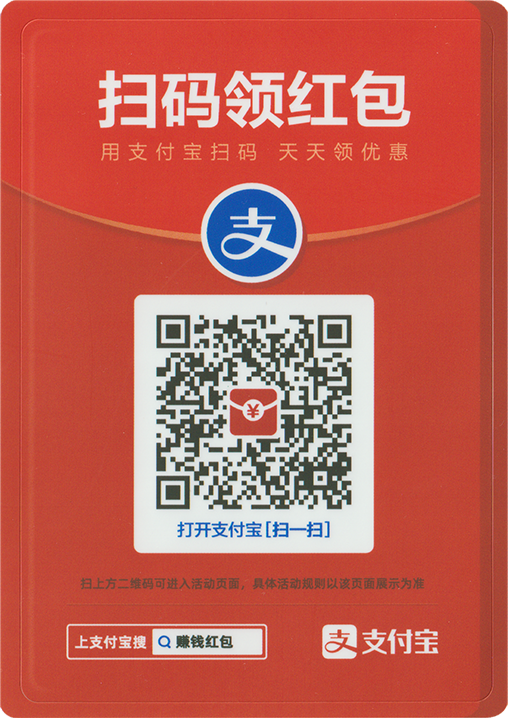 扫码领红包
用支付宝扫码 天天领优惠
支
¥
打开支付宝[扫一扫]
扫上方二维码可进入活动页面，具体活动规则以该页面展示为准
上支付宝搜 赚钱红包
支 支付宝